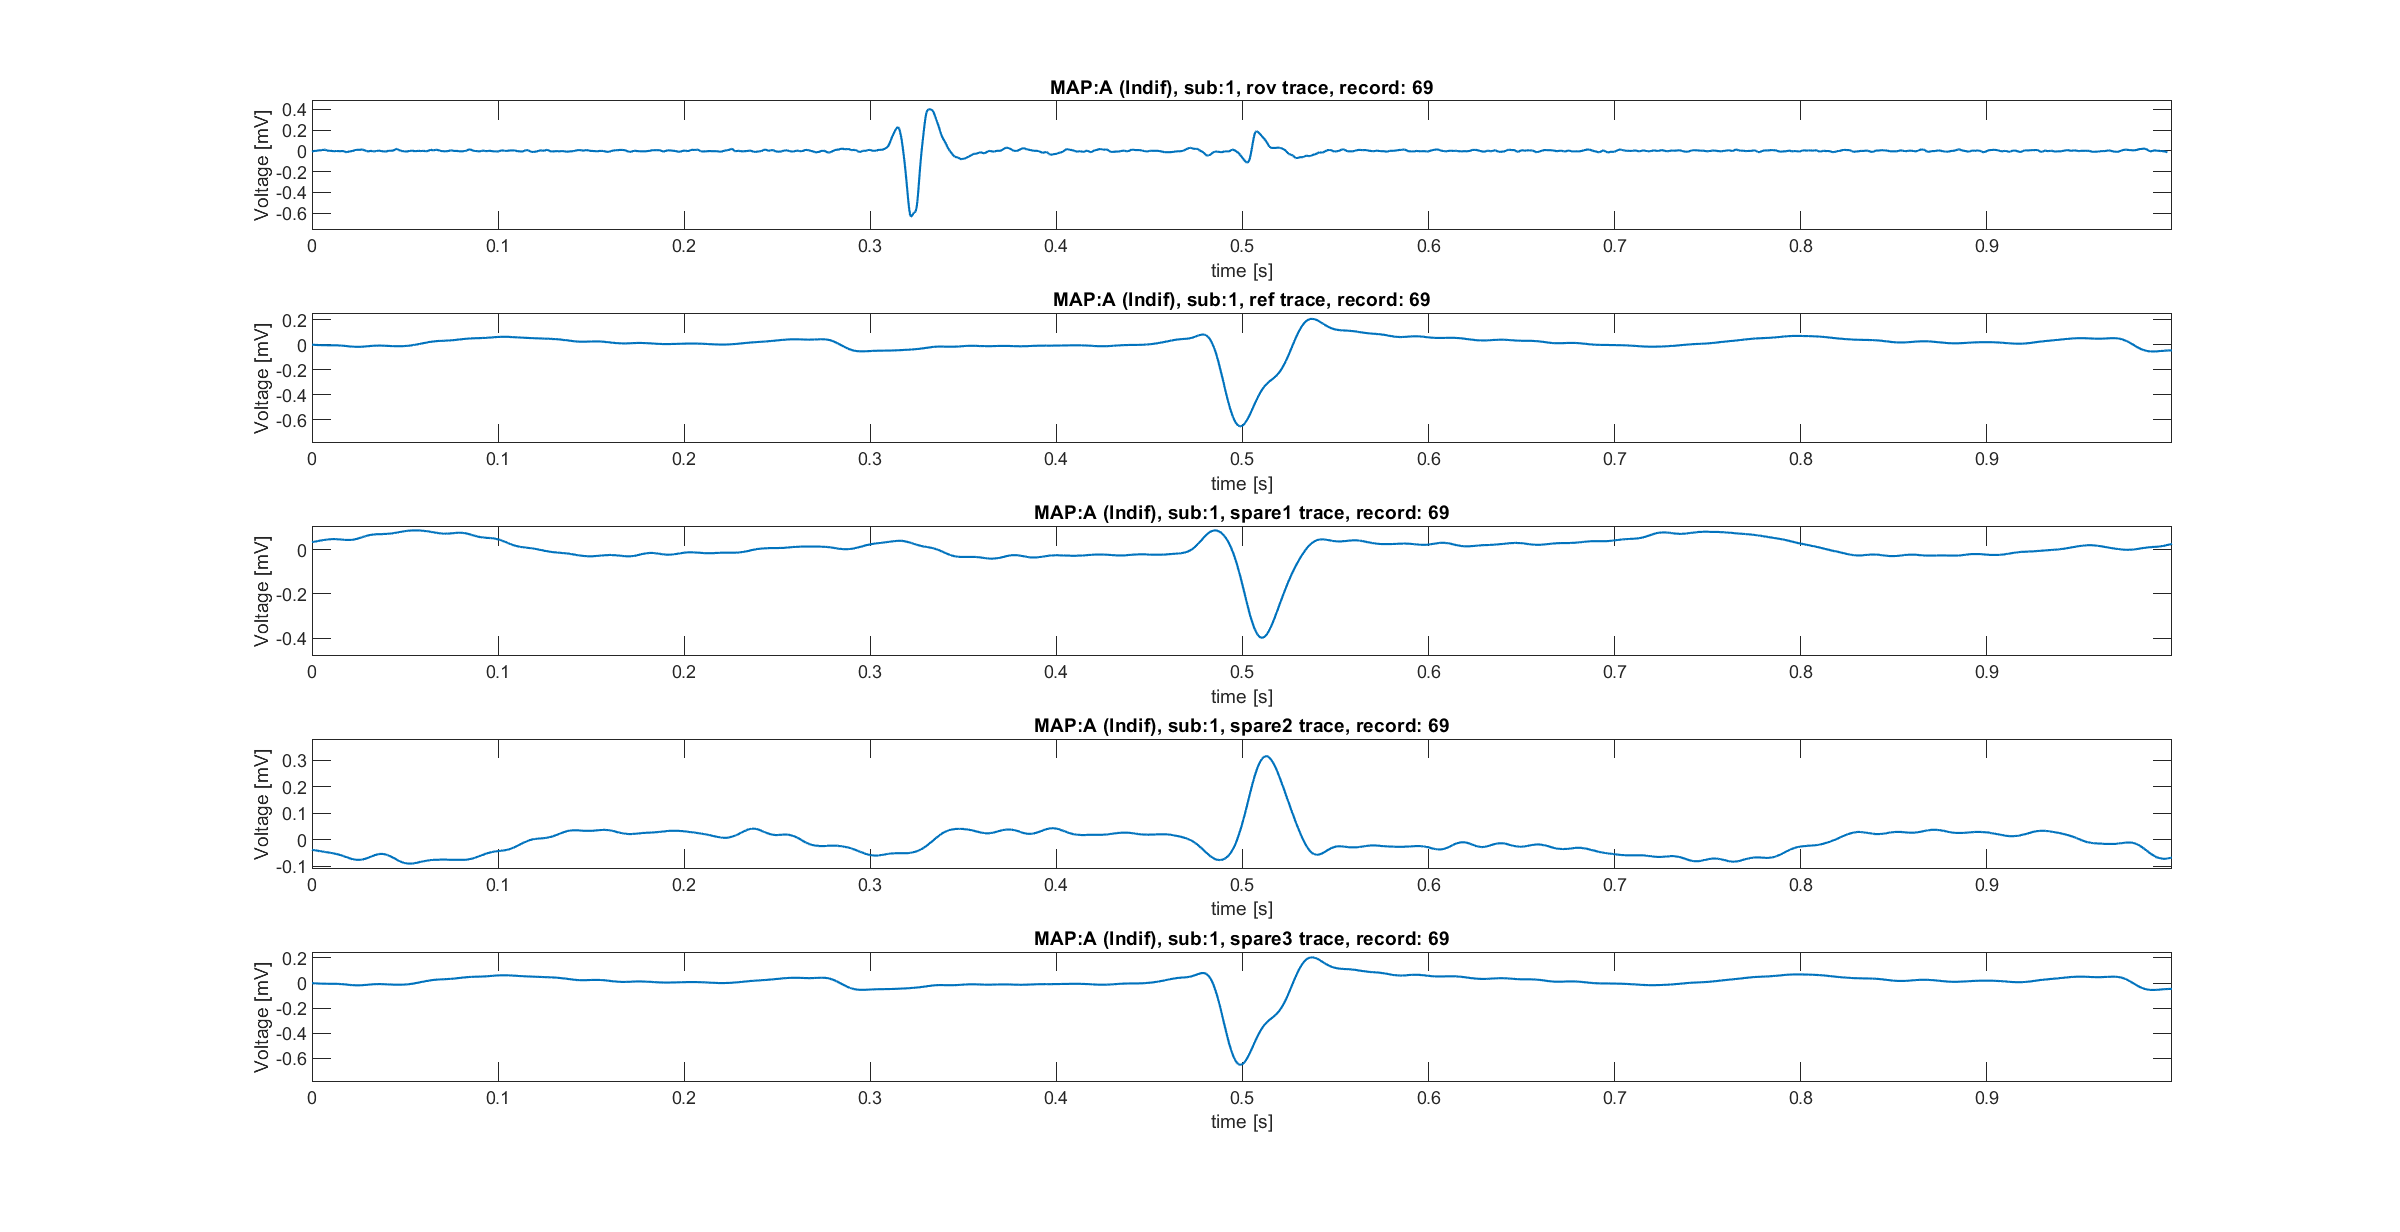 MAP:A (Indif), sub:1, rov trace, record: 69
Voltage [mV]
0.4
0.2
0
-0.2
-0.4
-0.6
0 0.1 0.2 0.3 0.4 0.5 0.6 0.7 0.8 0.9
time [s]
MAP:A (Indif), sub:1, ref trace, record: 69
Voltage [mV]
0.2
0
-0.2
-0.4
-0.6
0 0.1 0.2 0.3 0.4 0.5 0.6 0.7 0.8 0.9
time [s]
MAP:A (Indif), sub:1, spare1 trace, record: 69
Voltage [mV]
0
-0.2
-0.4
0 0.1 0.2 0.3 0.4 0.5 0.6 0.7 0.8 0.9
time [s]
MAP:A (Indif), sub:1, spare2 trace, record: 69
Voltage [mV]
0.3
0.2
0.1
0
-0.1
0 0.1 0.2 0.3 0.4 0.5 0.6 0.7 0.8 0.9
time [s]
MAP:A (Indif), sub:1, spare3 trace, record: 69
Voltage [mV]
0.2
0
-0.2
-0.4
-0.6
0 0.1 0.2 0.3 0.4 0.5 0.6 0.7 0.8 0.9
time [s]